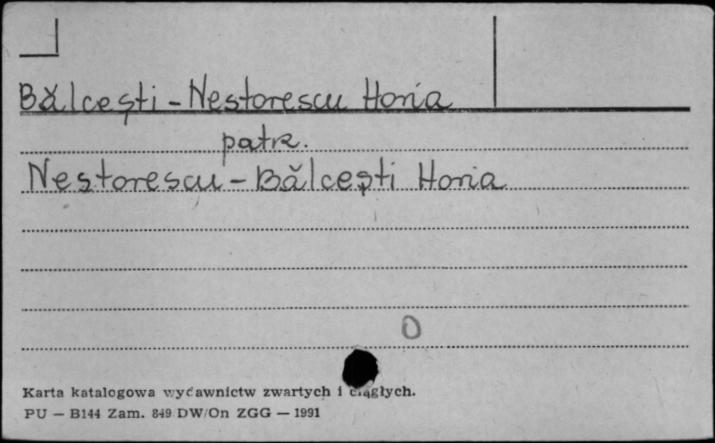 Bălcești - Nestorescu Horia
patrz.
Nestorescu - Bălcești Horia
O
Karta katalogowa wydawnictw zwartych i ciągłych.
PU — B144 Zam. 849 DW/On ZGG — 1991